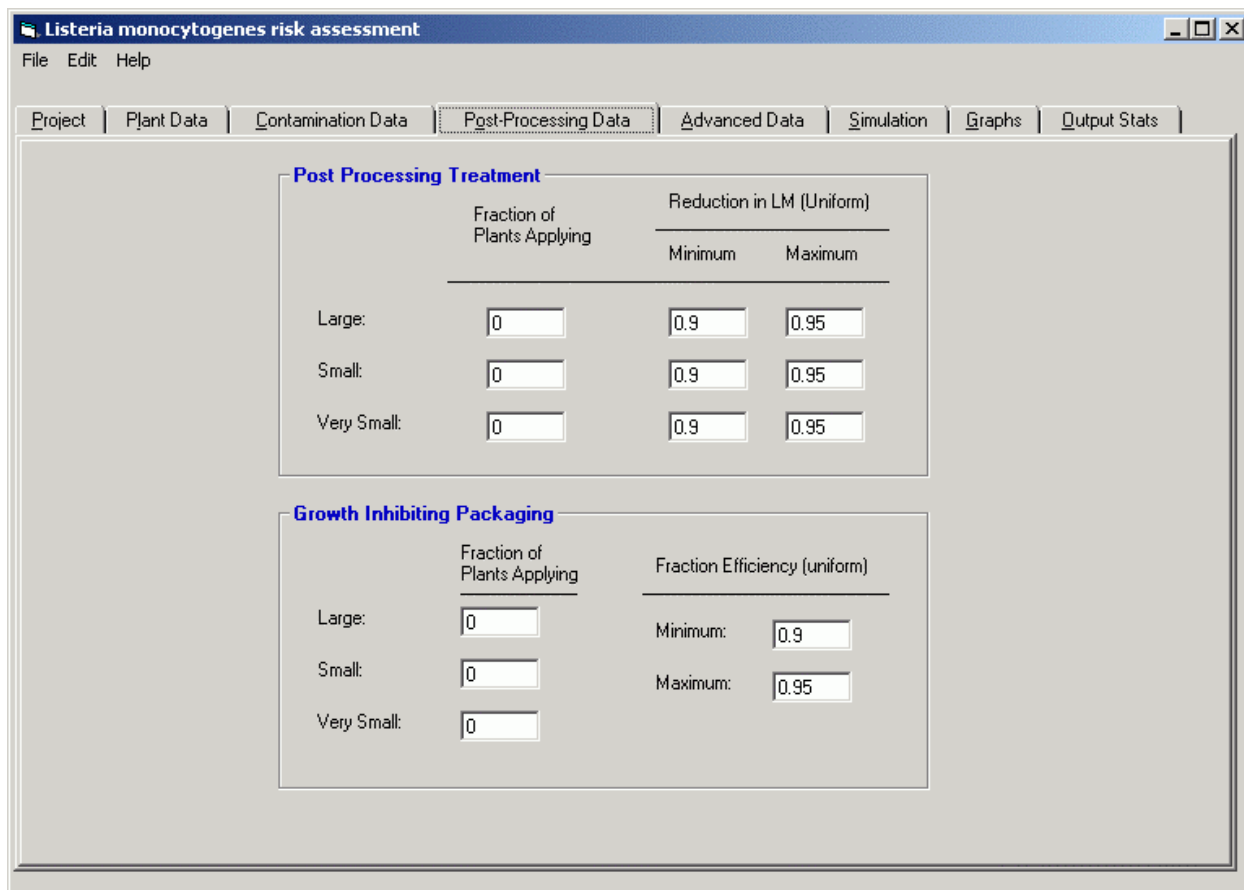 Listeria monocytogenes risk assessment
File Edit Help
Project Plant Data Contamination Data Post-Processing Data Advanced Data Simulation Graphs Output Stats
Post Processing Treatment
Reduction in LM (Uniform)
Fraction of
Plants Applying
Minimum Maximum
Large: 0 0.9 0.95
Small: 0 0.9 0.95
Very Small: 0 0.9 0.95
Growth Inhibiting Packaging
Fraction of
Plants Applying
Fraction Efficiency (uniform)
Large: 0
Minimum: 0.9
Small: 0
Maximum: 0.95
Very Small: 0